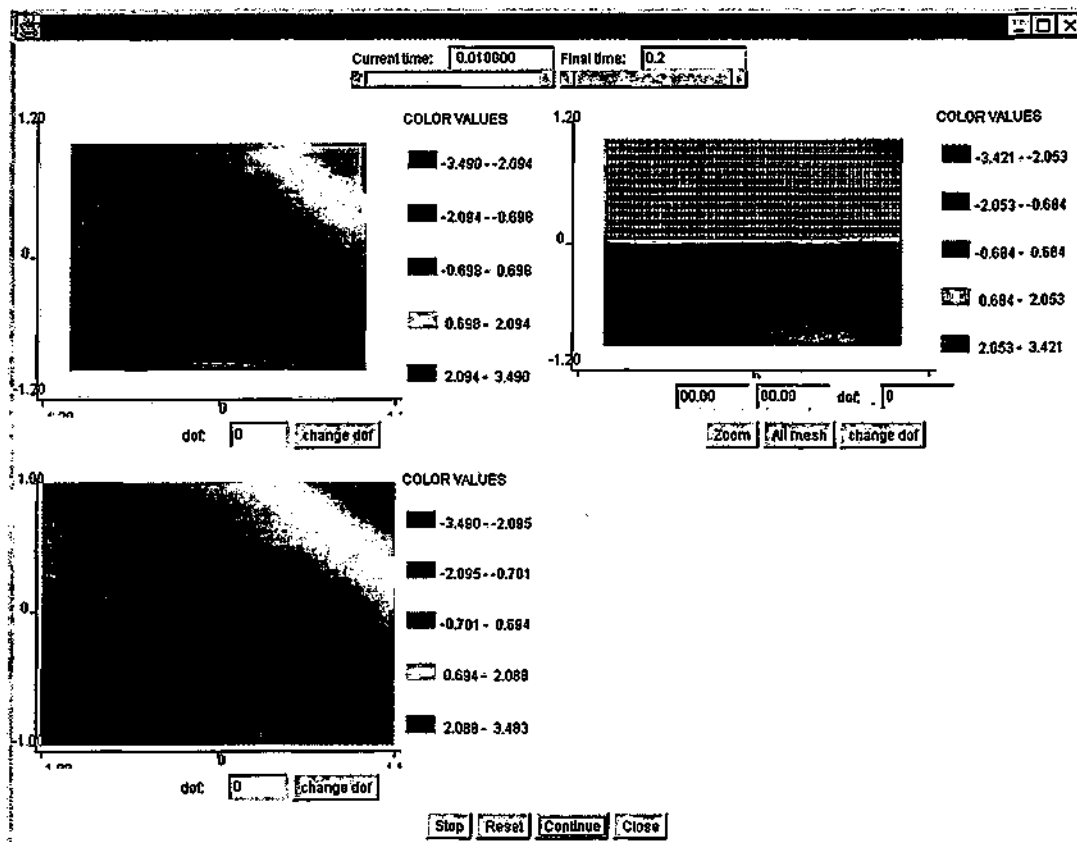 Current time: 0.010000 Final time: 0.2
1.20
0
-1.20
0
COLOR VALUES
-3.490 - -2.094
-2.094 - -0.698
-0.698 - 0.698
0.698 - 2.094
2.094 - 3.490
dof: 0 change dof
1.20
0
-1.20
COLOR VALUES
-3.421 - -2.053
-2.053 - -0.684
-0.684 - 0.684
0.684 - 2.053
2.053 - 3.421
00.00 00.00 dof: 0
Zoom All mesh change dof
1.00
0
-1.00
0
COLOR VALUES
-3.490 - -2.095
-2.095 - -0.701
-0.701 - 0.694
0.694 - 2.088
2.088 - 3.483
dof: 0 change dof
Stop Reset Continue Close